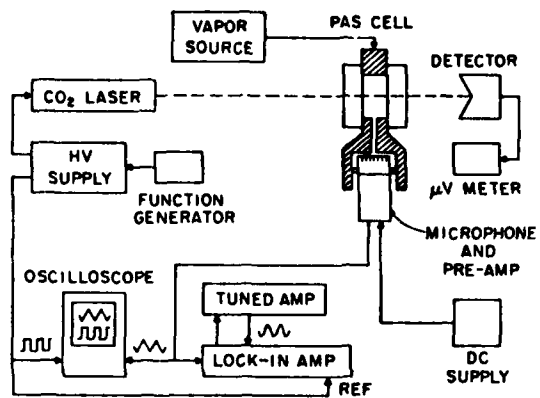 VAPOR
SOURCE
PAS CELL
DETECTOR
CO₂ LASER
HV
SUPPLY
FUNCTION
GENERATOR
μV METER
MICROPHONE
AND
PRE-AMP
OSCILLOSCOPE
TUNED AMP
LOCK-IN AMP
REF
DC
SUPPLY